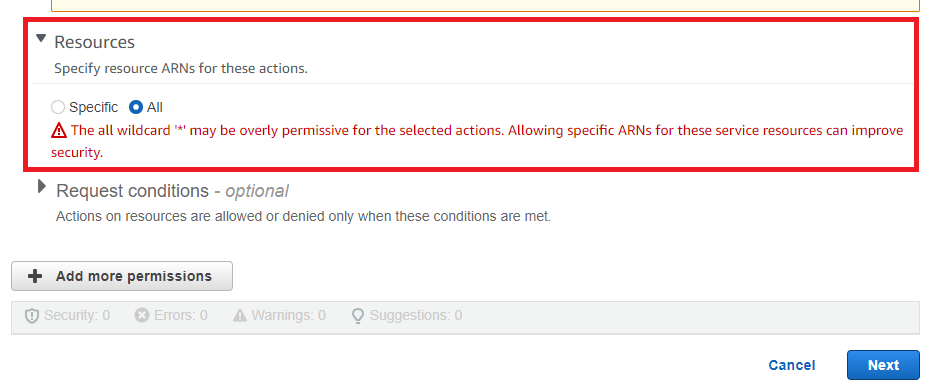 Resources
Specify resource ARNs for these actions.
Specific All
The all wildcard '*' may be overly permissive for the selected actions. Allowing specific ARNs for these service resources can improve
security.
Request conditions - optional
Actions on resources are allowed or denied only when these conditions are met.
Add more permissions
Security: 0 Errors: 0 Warnings: 0 Suggestions: 0
Cancel Next